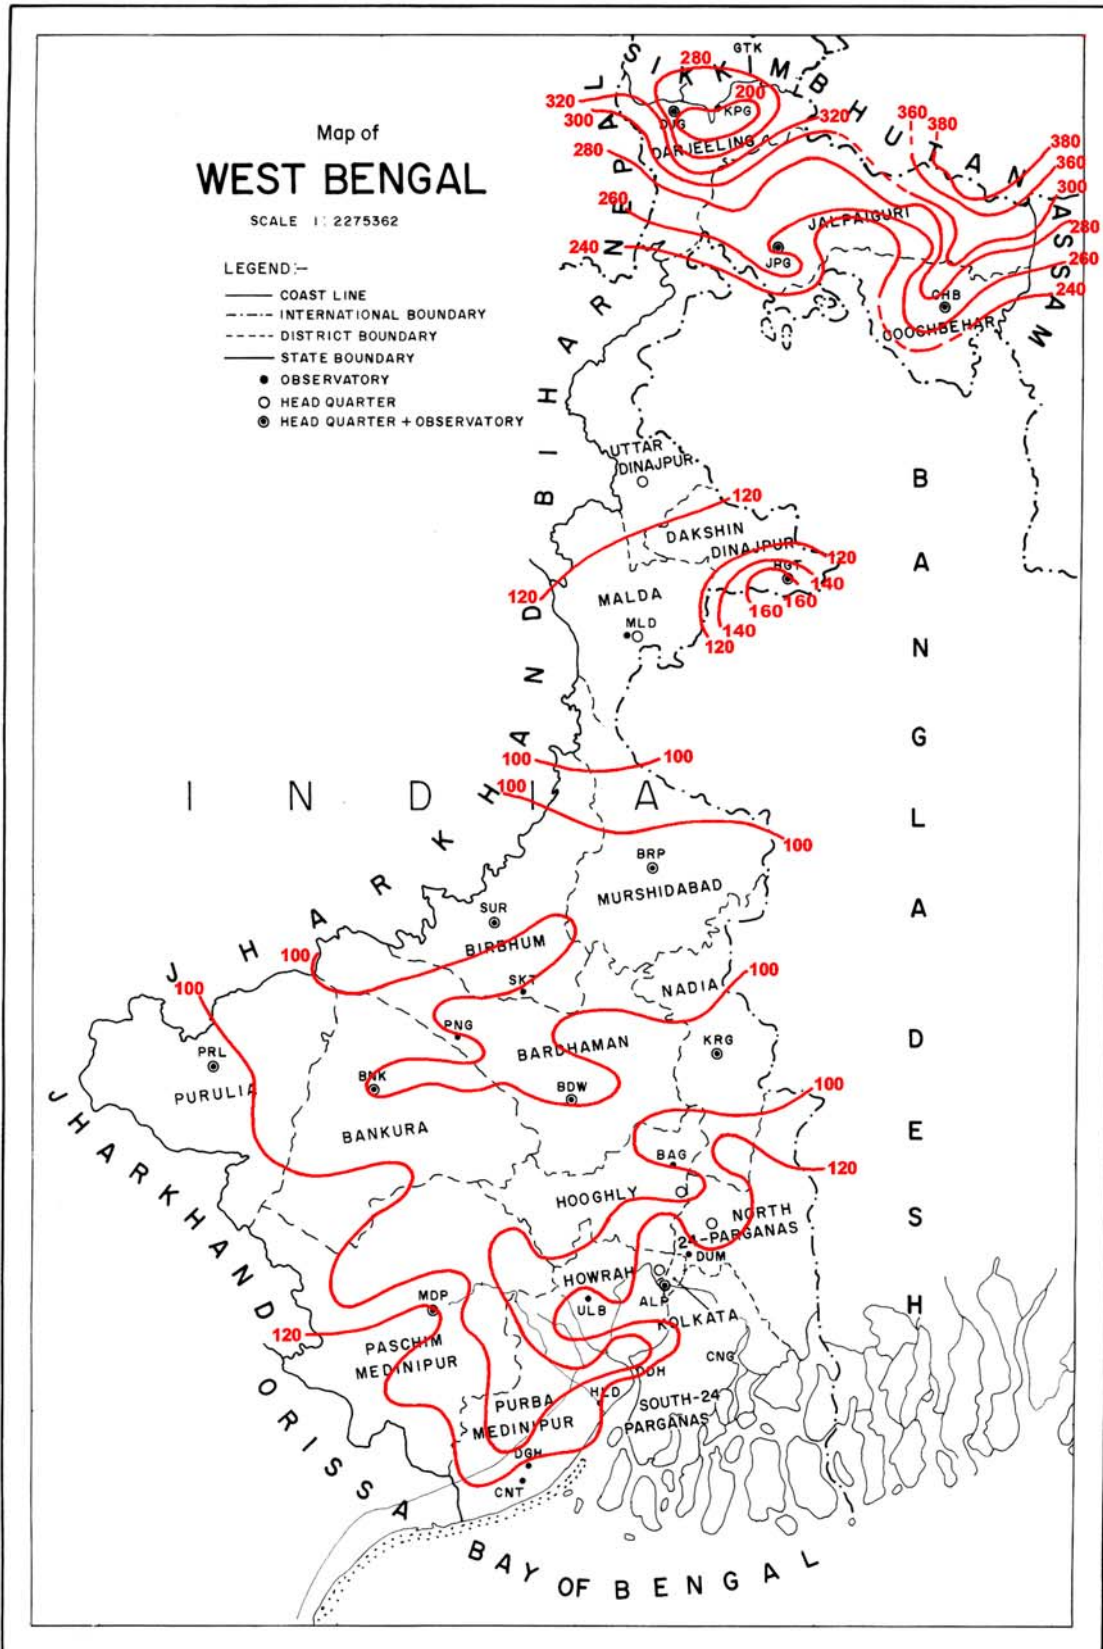 Map of
WEST BENGAL
SCALE 1: 2275362
LEGEND:-
COAST LINE
INTERNATIONAL BOUNDARY
DISTRICT BOUNDARY
STATE BOUNDARY
OBSERVATORY
HEAD QUARTER
HEAD QUARTER + OBSERVATORY
GTK
SIKKIM
280
BHUTAN
NEPAL
320
300
280
260
240
200
DJG
KPG
DARJEELING
320
360
380
380
360
300
280
260
240
ASSAM
JALPAIGURI
JPG
CHB
COOCHBEHAR
BIHAR
UTTAR
DINAJPUR
120
DAKSHIN
DINAJPUR
HGT
120
140
160
160
140
120
120
MALDA
MLD
BANGLADESH
JHARKHAND
INDIA
100
100
100
100
BRP
MURSHIDABAD
SUR
BIRBHUM
100
100
SKT
NADIA
100
PNG
BARDHAMAN
KRG
PRL
PURULIA
BNK
BDW
BANKURA
100
BAG
120
HOOGHLY
NORTH
24-PARGANAS
DUM
HOWRAH
ULB
ALP
KOLKATA
MDP
120
PASCHIM
MEDINIPUR
CNG
DDH
HLD
PURBA
MEDINIPUR
SOUTH-24
PARGANAS
DGH
CNT
JHARKHAND
ORISSA
BAY OF BENGAL